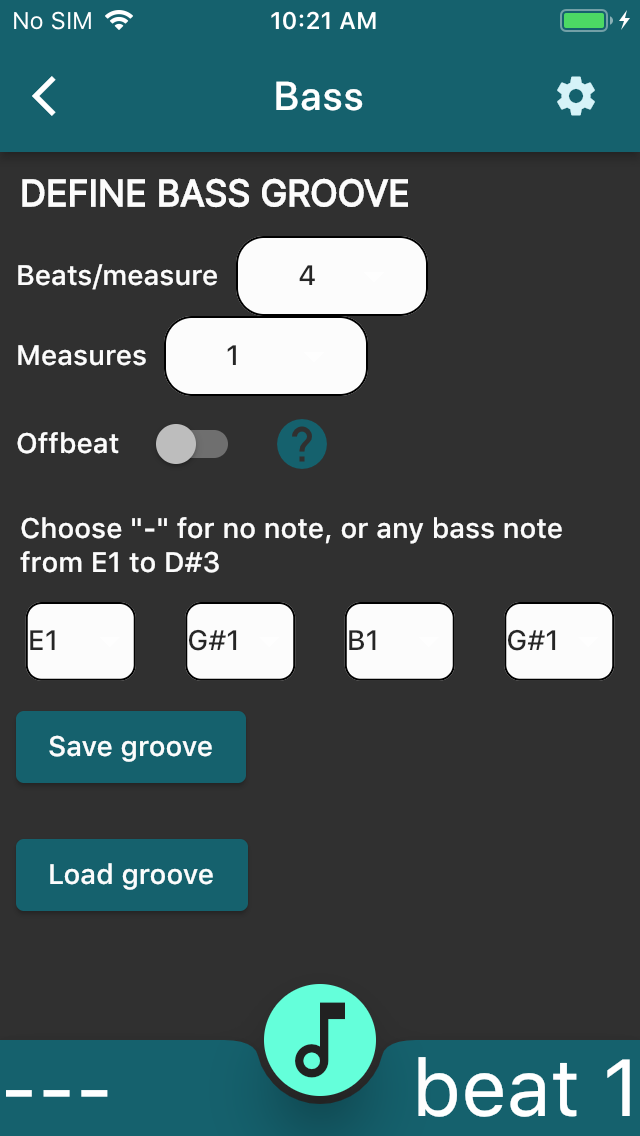 No SIM 10:21 AM
Bass
DEFINE BASS GROOVE
Beats/measure 4
Measures 1
Offbeat ?
Choose "-" for no note, or any bass note
from E1 to D#3
E1 G#1 B1 G#1
Save groove
Load groove
--- beat 1